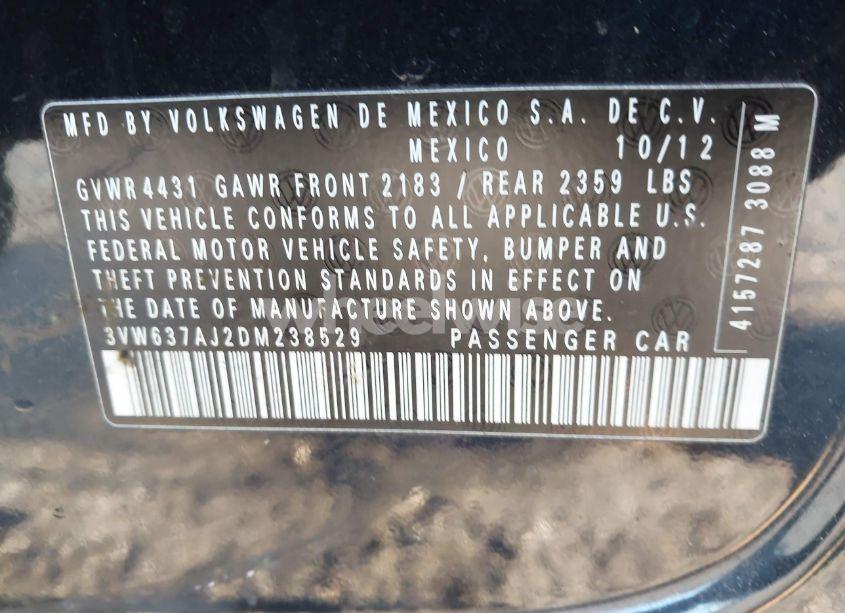 MFD BY VOLKSWAGEN DE MEXICO S.A. DE C.V.
MEXICO 10/12
GVWR4431 GAWR FRONT 2183 / REAR 2359 LBS
THIS VEHICLE CONFORMS TO ALL APPLICABLE U.S.
FEDERAL MOTOR VEHICLE SAFETY, BUMPER AND
THEFT PREVENTION STANDARDS IN EFFECT ON
THE DATE OF MANUFACTURE SHOWN ABOVE.
3VW637AJ2DM238529 PASSENGER CAR
4157287 3088 M
wheelwise